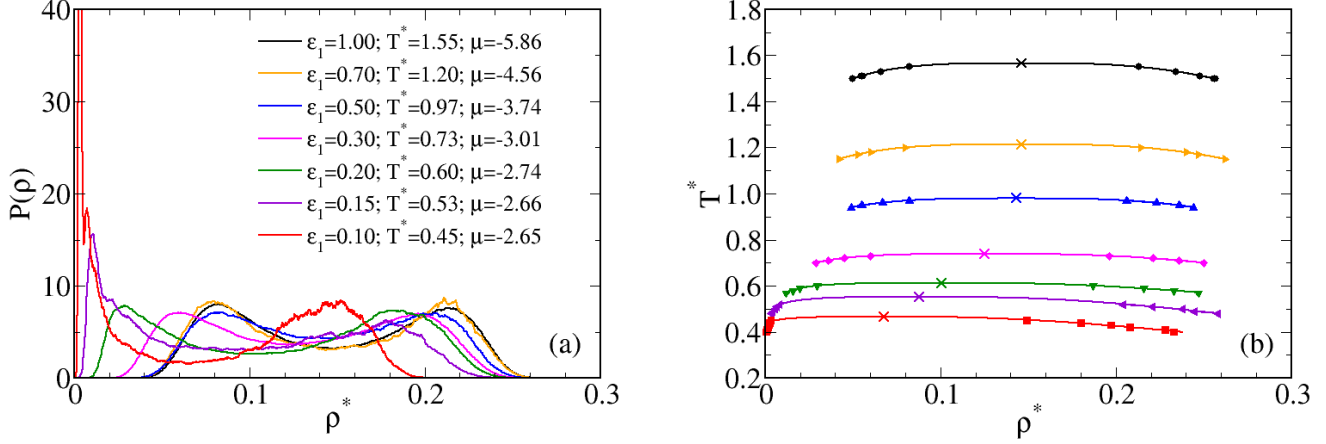 40
30
20
10
0
P(ρ)
ε₁=1.00; T*=1.55; μ=-5.86
ε₁=0.70; T*=1.20; μ=-4.56
ε₁=0.50; T*=0.97; μ=-3.74
ε₁=0.30; T*=0.73; μ=-3.01
ε₁=0.20; T*=0.60; μ=-2.74
ε₁=0.15; T*=0.53; μ=-2.66
ε₁=0.10; T*=0.45; μ=-2.65
(a)
0 0.1 0.2 0.3
ρ*
1.8
1.6
1.4
1.2
1.0
0.8
0.6
0.4
0.2
T*
(b)
0 0.1 0.2 0.3
ρ*